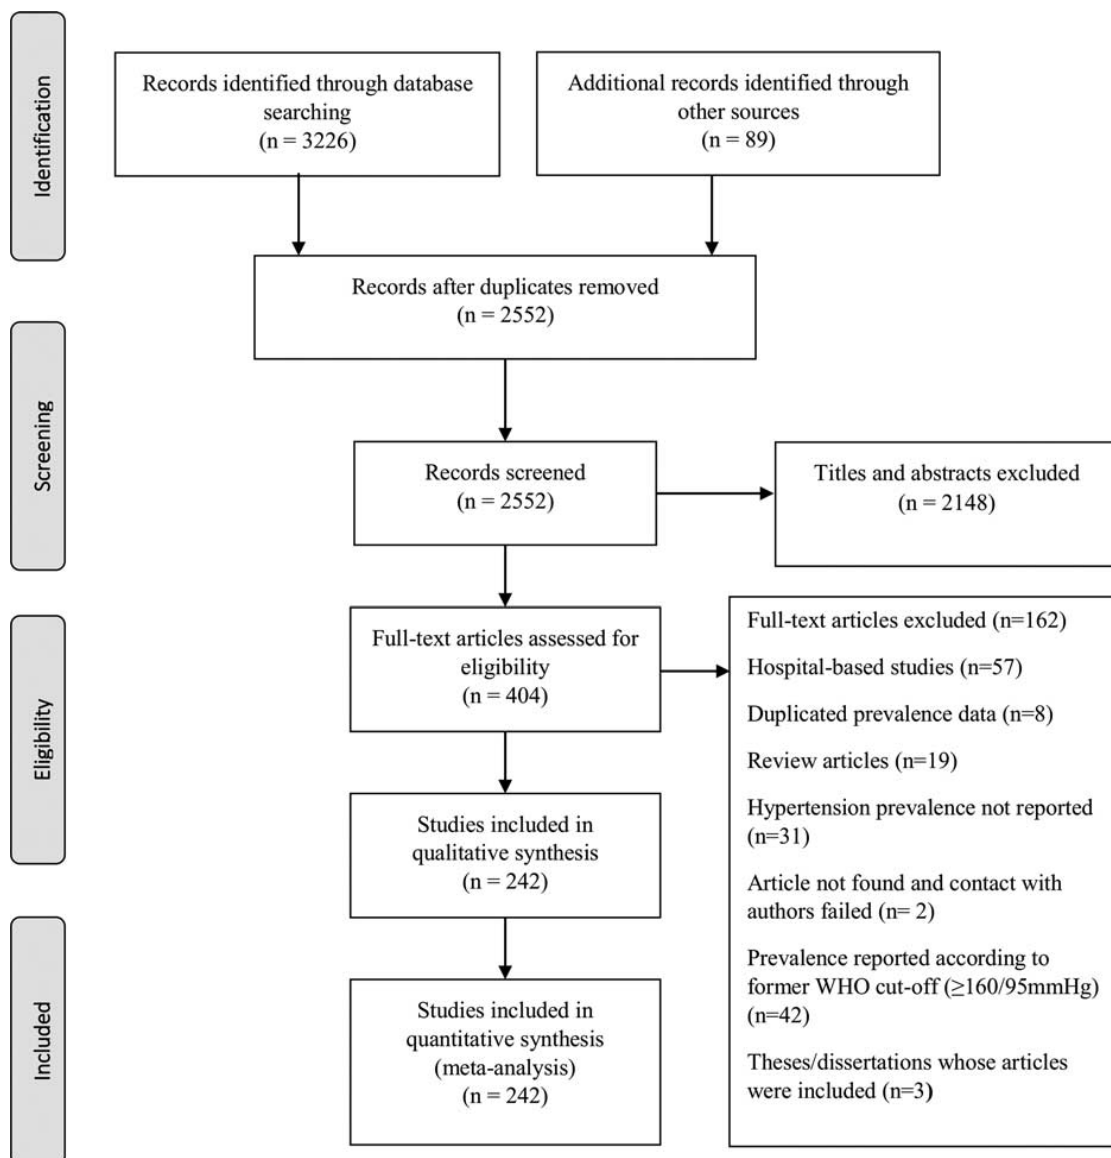 Identification
Records identified through database
searching
(n = 3226)
Additional records identified through
other sources
(n = 89)
Records after duplicates removed
(n = 2552)
Screening
Records screened
(n = 2552)
Titles and abstracts excluded
(n = 2148)
Eligibility
Full-text articles assessed for
eligibility
(n = 404)
Full-text articles excluded (n=162)
Hospital-based studies (n=57)
Duplicated prevalence data (n=8)
Review articles (n=19)
Hypertension prevalence not reported
(n=31)
Article not found and contact with
authors failed (n= 2)
Prevalence reported according to
former WHO cut-off (≥160/95mmHg)
(n=42)
Theses/dissertations whose articles
were included (n=3)
Studies included in
qualitative synthesis
(n = 242)
Included
Studies included in
quantitative synthesis
(meta-analysis)
(n = 242)